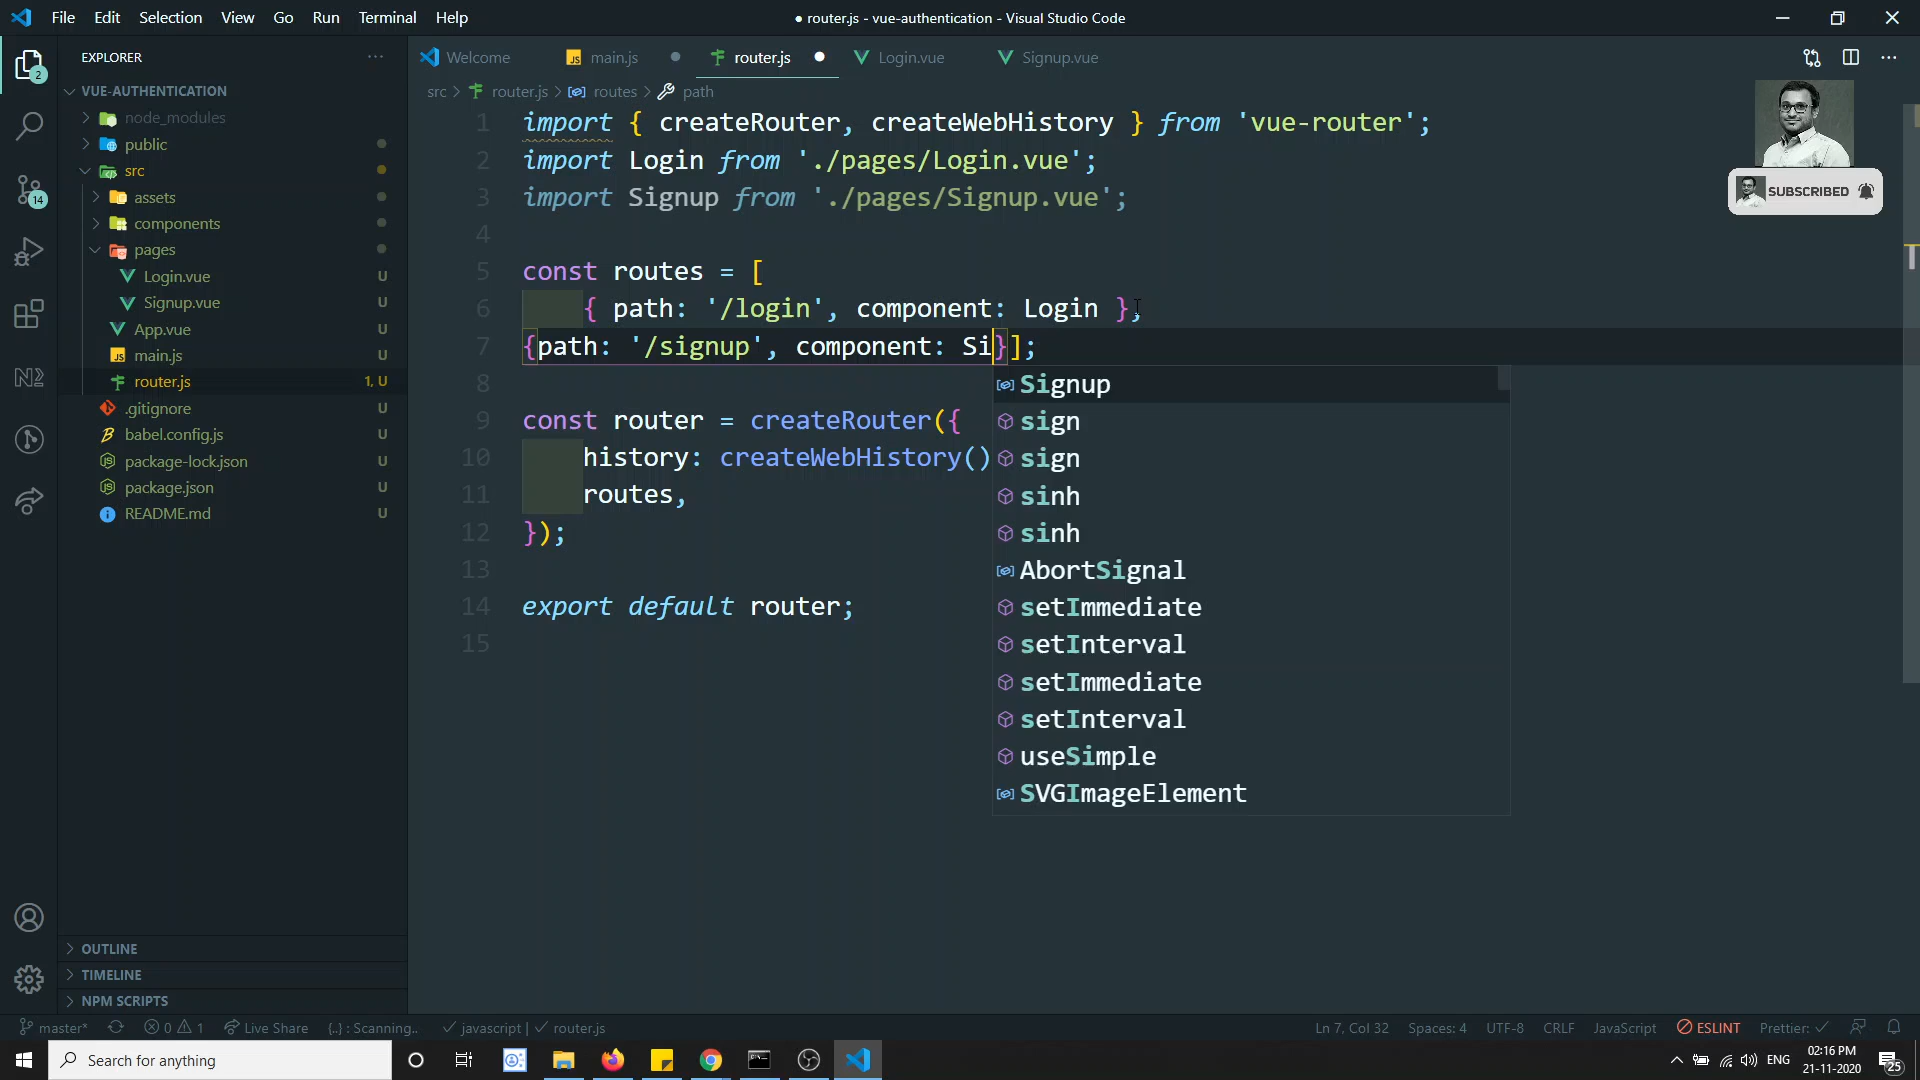 File Edit Selection View Go Run Terminal Help
● router.js - vue-authentication - Visual Studio Code
EXPLORER
Welcome
main.js
router.js
Login.vue
Signup.vue
VUE-AUTHENTICATION
node_modules
public
src
assets
components
pages
Login.vue U
Signup.vue U
App.vue U
main.js U
router.js 1, U
.gitignore U
babel.config.js U
package-lock.json U
package.json U
README.md U
OUTLINE
TIMELINE
NPM SCRIPTS
2
14
src > router.js > routes > path
1 import { createRouter, createWebHistory } from 'vue-router';
2 import Login from './pages/Login.vue';
3 import Signup from './pages/Signup.vue';
4
5 const routes = [
6 { path: '/login', component: Login },
7 {path: '/signup', component: Si}];
8
9 const router = createRouter({
10 history: createWebHistory()
11 routes,
12 });
13
14 export default router;
15
Signup
sign
sign
sinh
sinh
AbortSignal
setImmediate
setInterval
setImmediate
setInterval
useSimple
SVGImageElement
SUBSCRIBED
master* 0 1 Live Share {..} : Scanning.. javascript | router.js
Ln 7, Col 32 Spaces: 4 UTF-8 CRLF JavaScript ESLINT Prettier:
Search for anything
ENG
02:16 PM
21-11-2020
25